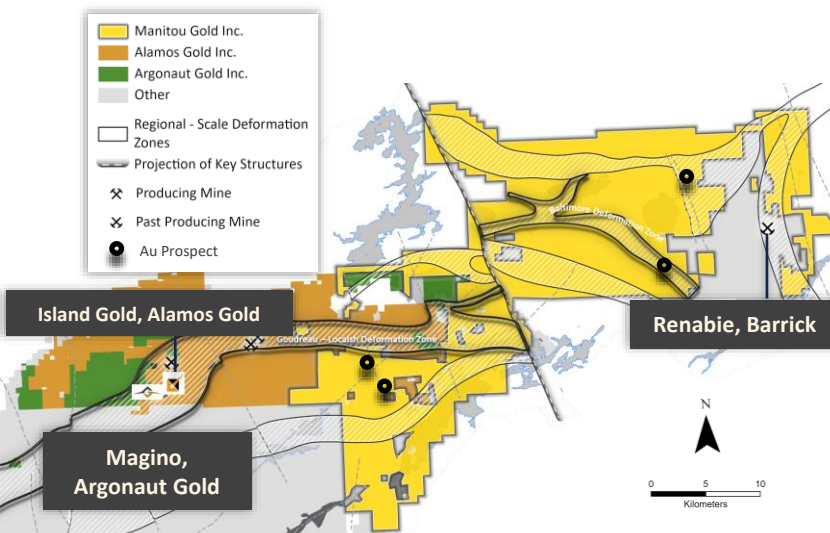 Manitou Gold Inc.
Alamos Gold Inc.
Argonaut Gold Inc.
Other
Regional - Scale Deformation
Zones
Projection of Key Structures
Producing Mine
Past Producing Mine
Au Prospect
Baltimore Deformation Zone
Island Gold, Alamos Gold
Renabie, Barrick
Goudreau – Localsh Deformation Zone
Magino,
Argonaut Gold
N
0 5 10
Kilometers